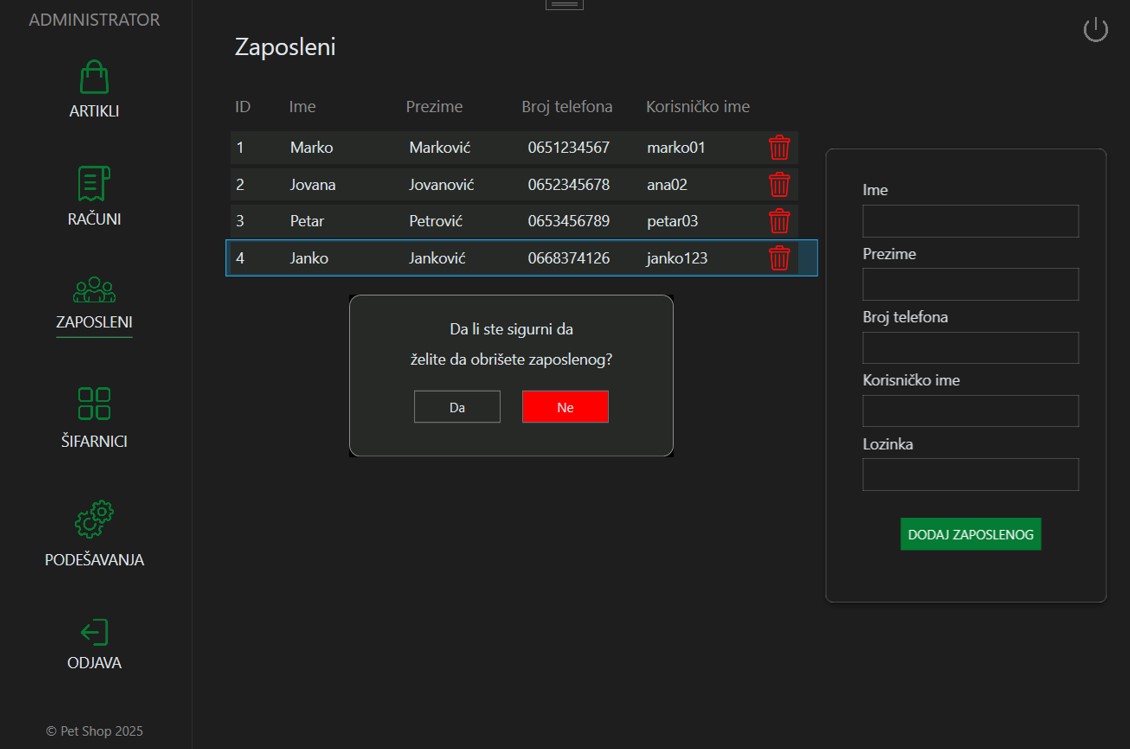 ADMINISTRATOR
ARTIKLI
RAČUNI
ZAPOSLENI
ŠIFARNICI
PODEŠAVANJA
ODJAVA
© Pet Shop 2025
Zaposleni
ID Ime Prezime Broj telefona Korisničko ime
1 Marko Marković 0651234567 marko01
2 Jovana Jovanović 0652345678 ana02
3 Petar Petrović 0653456789 petar03
4 Janko Janković 0668374126 janko123
Da li ste sigurni da
želite da obrišete zaposlenog?
Da Ne
Ime
Prezime
Broj telefona
Korisničko ime
Lozinka
DODAJ ZAPOSLENOG